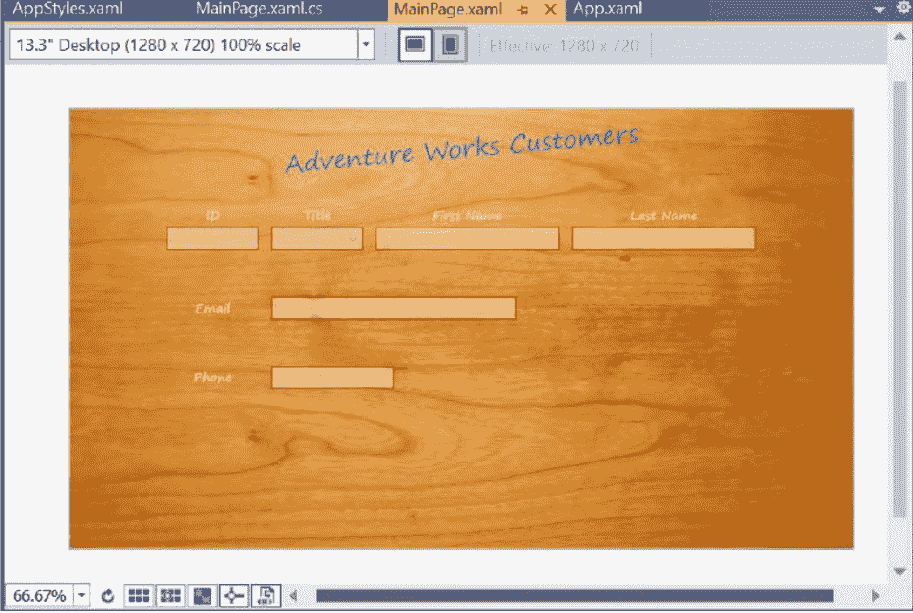 AppStyles.xaml MainPage.xaml.cs MainPage.xaml App.xaml
13.3" Desktop (1280 x 720) 100% scale Effective: 1280 x 720
Adventure Works Customers
ID Title First Name Last Name
Email
Phone
66.67%